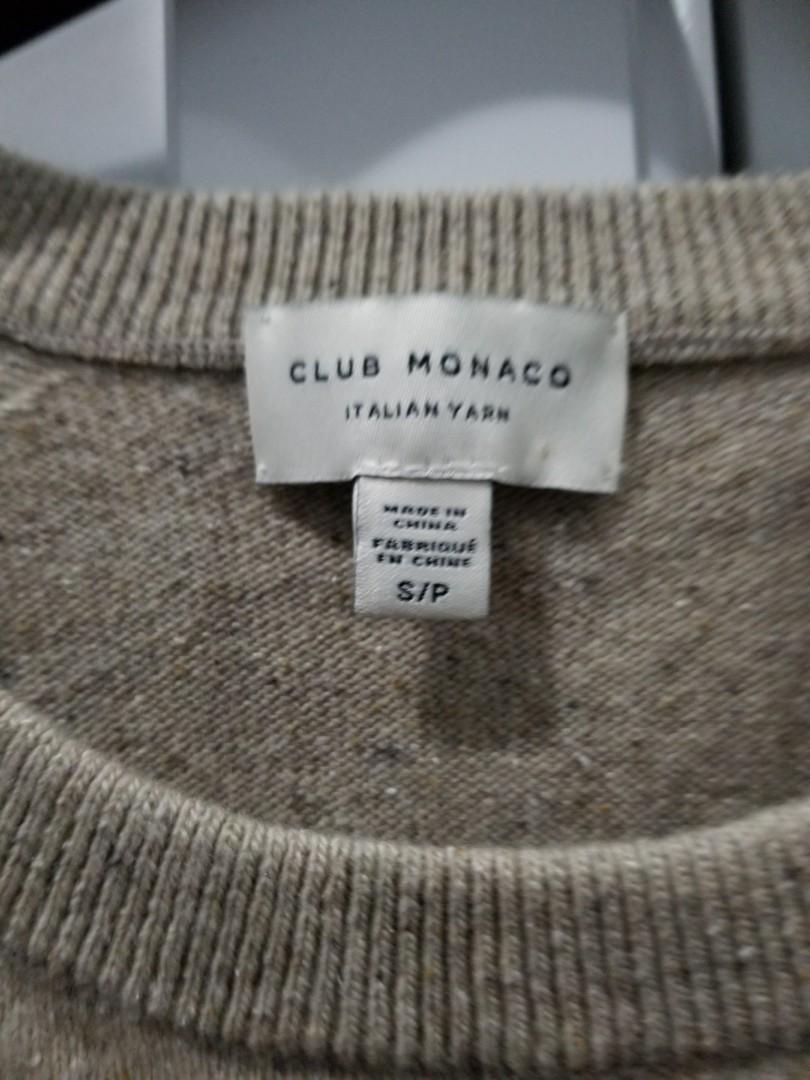 CLUB MONACO
ITALIAN YARN
MADE IN
CHINA
FABRIQUÉ
EN CHINE
S/P